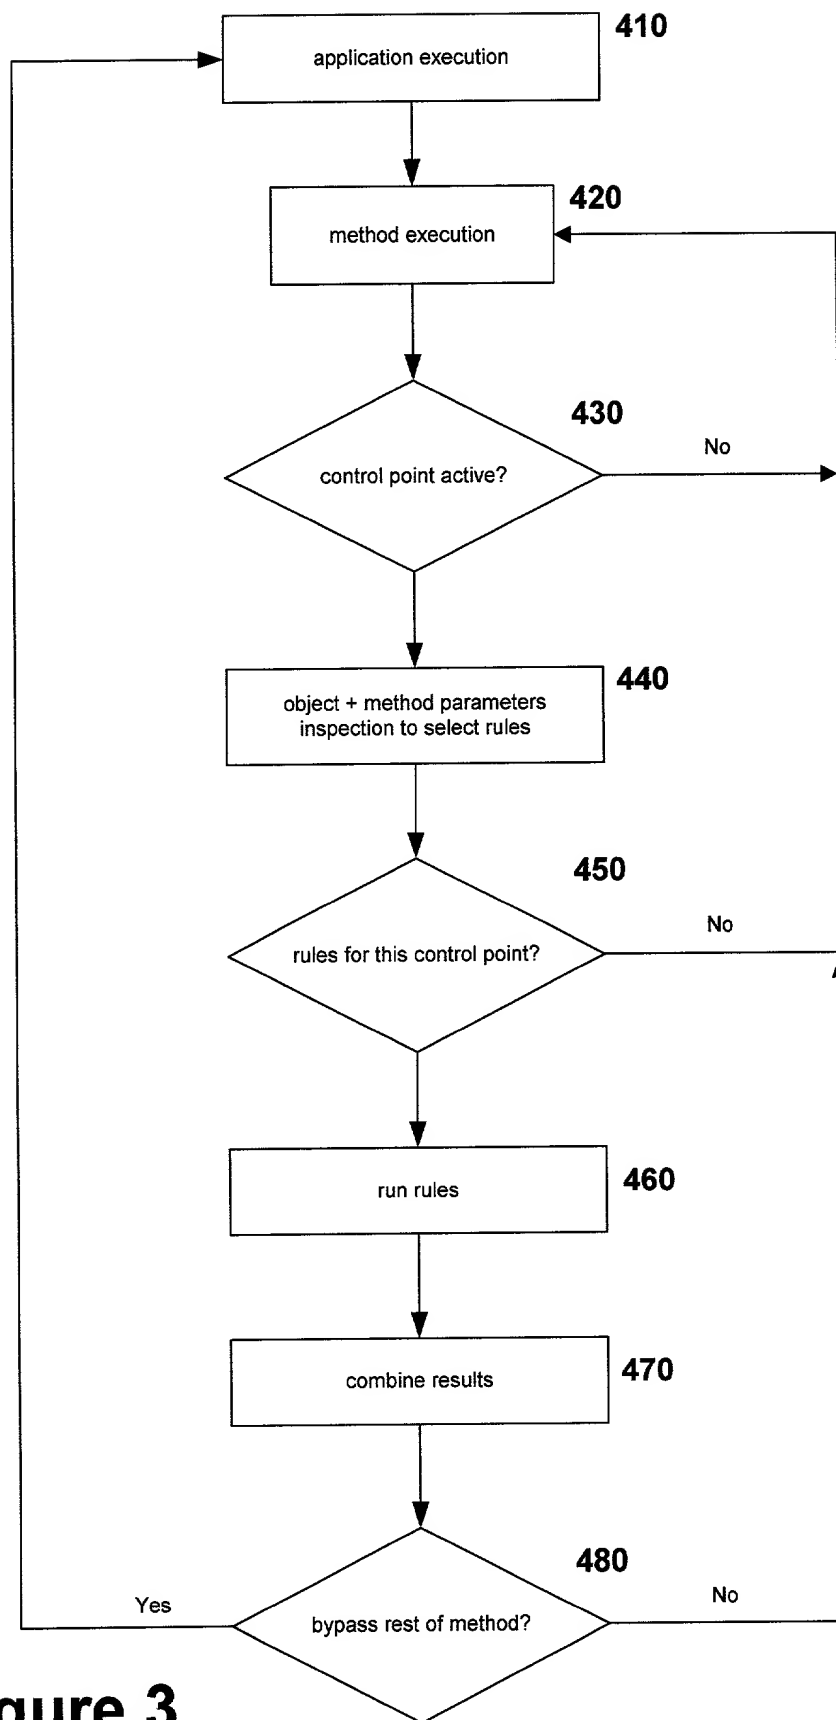 410
application execution
420
method execution
430
No
control point active?
440
object + method parameters
inspection to select rules
450
No
rules for this control point?
run rules
460
combine results
470
480
Yes
No
bypass rest of method?
gure 3